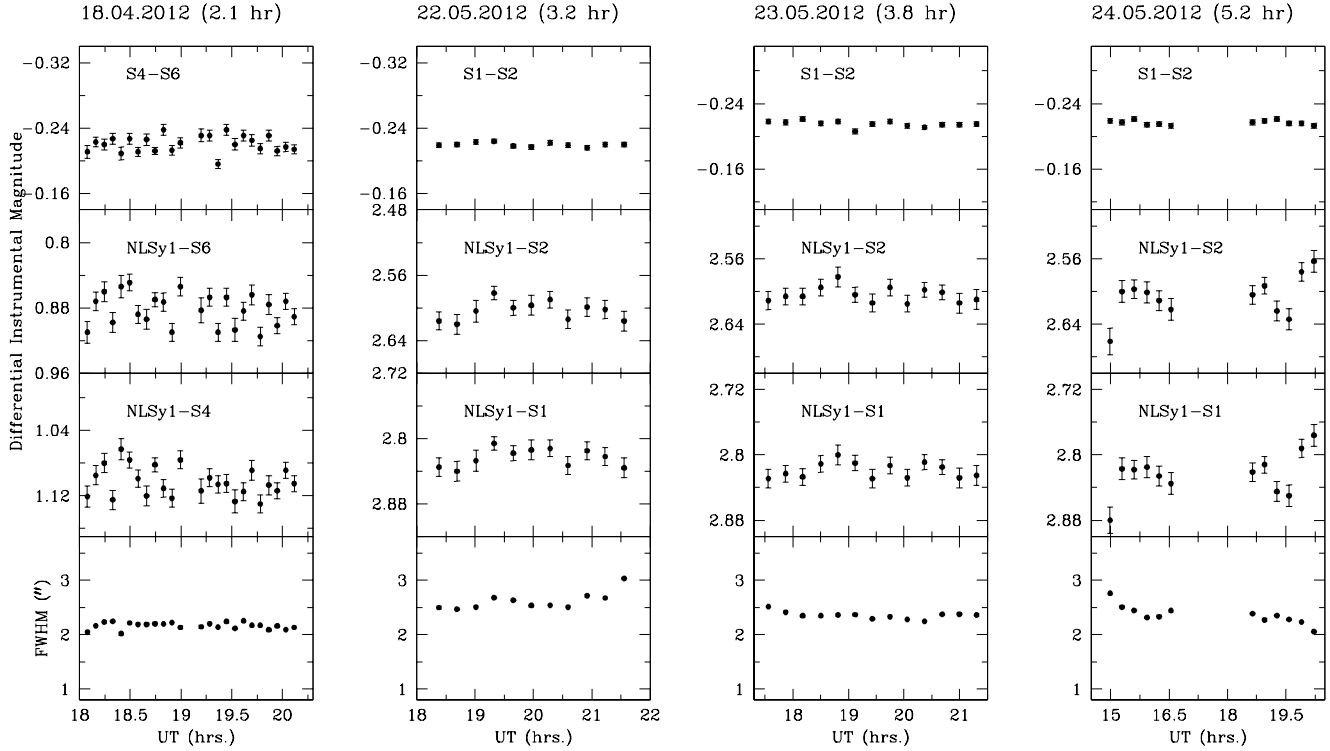 18.04.2012 (2.1 hr)
22.05.2012 (3.2 hr)
23.05.2012 (3.8 hr)
24.05.2012 (5.2 hr)
Differential Instrumental Magnitude
−0.32
−0.24
−0.16
S4−S6
−0.32
−0.24
−0.16
S1−S2
−0.24
−0.16
S1−S2
−0.24
−0.16
S1−S2
0.8
0.88
0.96
NLSy1−S6
2.48
2.56
2.64
2.72
NLSy1−S2
2.56
2.64
NLSy1−S2
2.56
2.64
NLSy1−S2
1.04
1.12
NLSy1−S4
2.8
2.88
NLSy1−S1
2.72
2.8
2.88
NLSy1−S1
2.72
2.8
2.88
NLSy1−S1
FWHM (″)
3
2
1
3
2
1
3
2
1
3
2
1
18 18.5 19 19.5 20
UT (hrs.)
18 19 20 21 22
UT (hrs.)
18 19 20 21
UT (hrs.)
15 16.5 18 19.5
UT (hrs.)